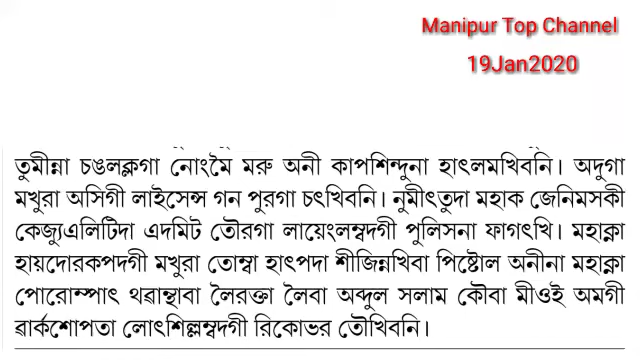 Manipur Top Channel
19Jan2020
তুমীন্না চঙলক্লগা নোংমৈ মরু অনী কাপশিন্দুনা হাৎলমখিবনি। অদুগা
মখুরা অসিগী লাইসেন্স গন পুরগা চৎখিবনি। নুমীৎতুদা মহাক জেনিমসকী
কেজ্যুএলিটিদা এদমিট তৌরগা লায়েংলম্বদগী পুলিসনা ফাগৎখি। মহাক্না
হায়দোরকপদগী মখুরা তোম্বা হাৎপদা শীজিন্নখিবা পিষ্টোল অনীনা মহাক্না
পোরোম্পাৎ থৱান্থাবা লৈরক্তা লৈবা অব্দুল সলাম কৌবা মীওই অমগী
ৱার্কশোপতা লোৎশিল্লম্বদগী রিকোভর তৌখিবনি।